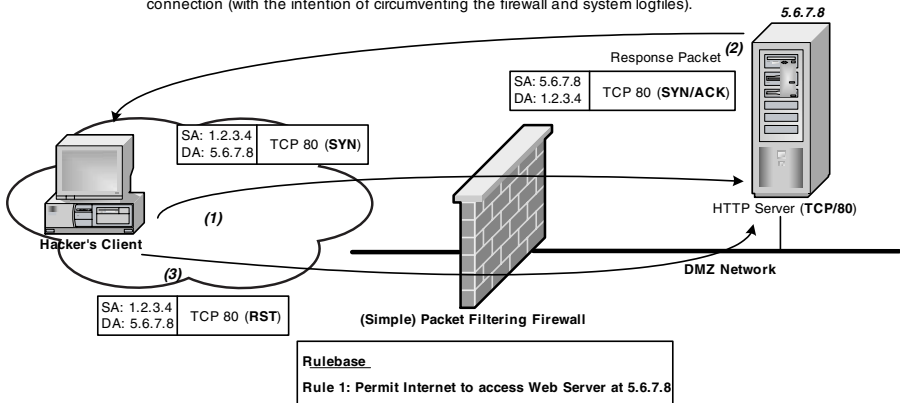 connection (with the intention of circumventing the firewall and system logfiles).
5.6.7.8
(2)
Response Packet
SA: 5.6.7.8
DA: 1.2.3.4
TCP 80 (SYN/ACK)
SA: 1.2.3.4
DA: 5.6.7.8
TCP 80 (SYN)
HTTP Server (TCP/80)
(1)
Hacker's Client
DMZ Network
(3)
SA: 1.2.3.4
DA: 5.6.7.8
TCP 80 (RST)
(Simple) Packet Filtering Firewall
Rulebase
Rule 1: Permit Internet to access Web Server at 5.6.7.8